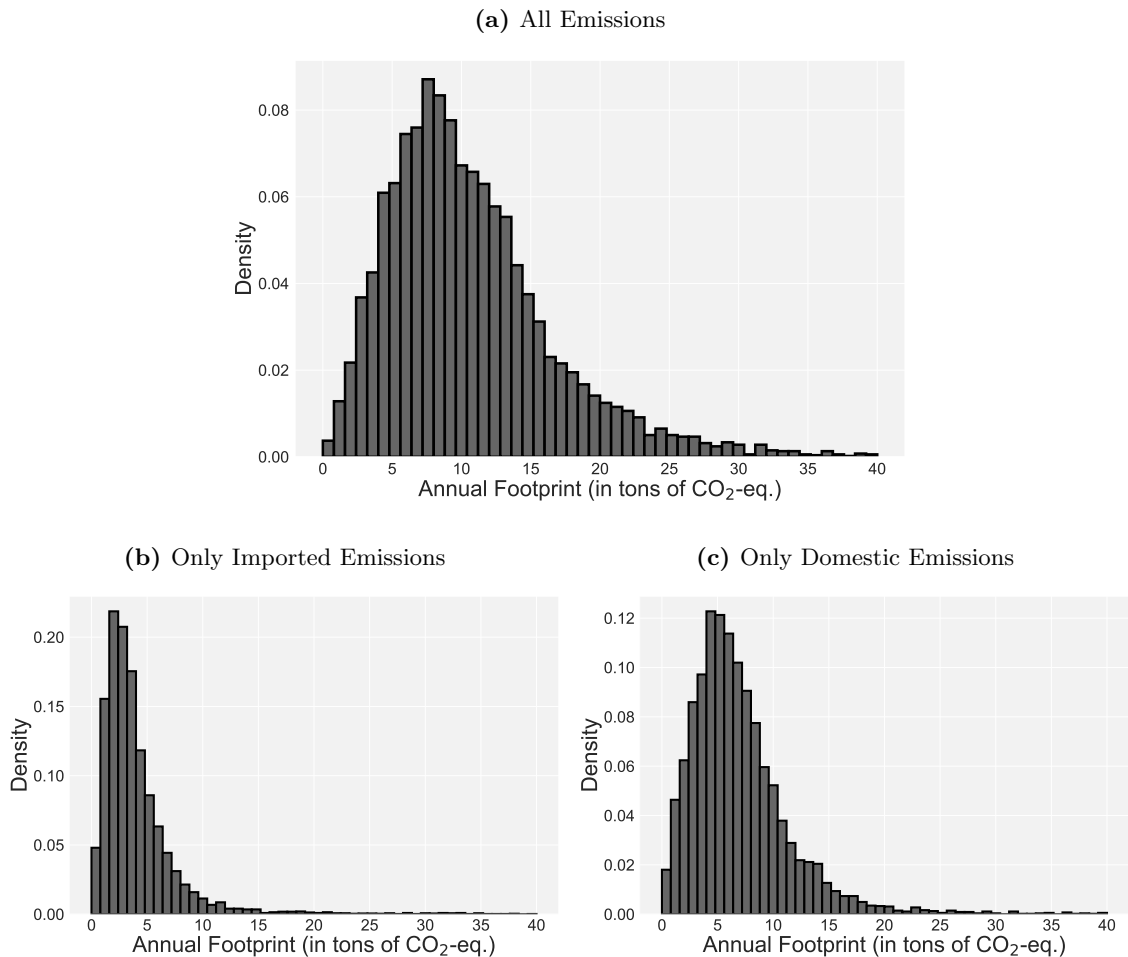 (a) All Emissions
0.08
0.06
0.04
0.02
0.00
Density
0 5 10 15 20 25 30 35 40
Annual Footprint (in tons of CO₂-eq.)
(b) Only Imported Emissions
0.20
0.15
0.10
0.05
0.00
Density
0 5 10 15 20 25 30 35 40
Annual Footprint (in tons of CO₂-eq.)
(c) Only Domestic Emissions
0.12
0.10
0.08
0.06
0.04
0.02
0.00
Density
0 5 10 15 20 25 30 35 40
Annual Footprint (in tons of CO₂-eq.)